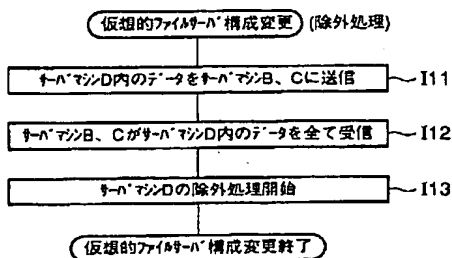 仮想的ﾌｧｲﾙｻｰﾊﾞ構成変更 (除外処理)
ｻｰﾊﾞﾏｼﾝD内のﾃﾞｰﾀをｻｰﾊﾞﾏｼﾝB、Cに送信 I11
ｻｰﾊﾞﾏｼﾝB、CがｻｰﾊﾞﾏｼﾝD内のﾃﾞｰﾀを全て受信 I12
ｻｰﾊﾞﾏｼﾝDの除外処理開始 I13
仮想的ﾌｧｲﾙｻｰﾊﾞ構成変更終了